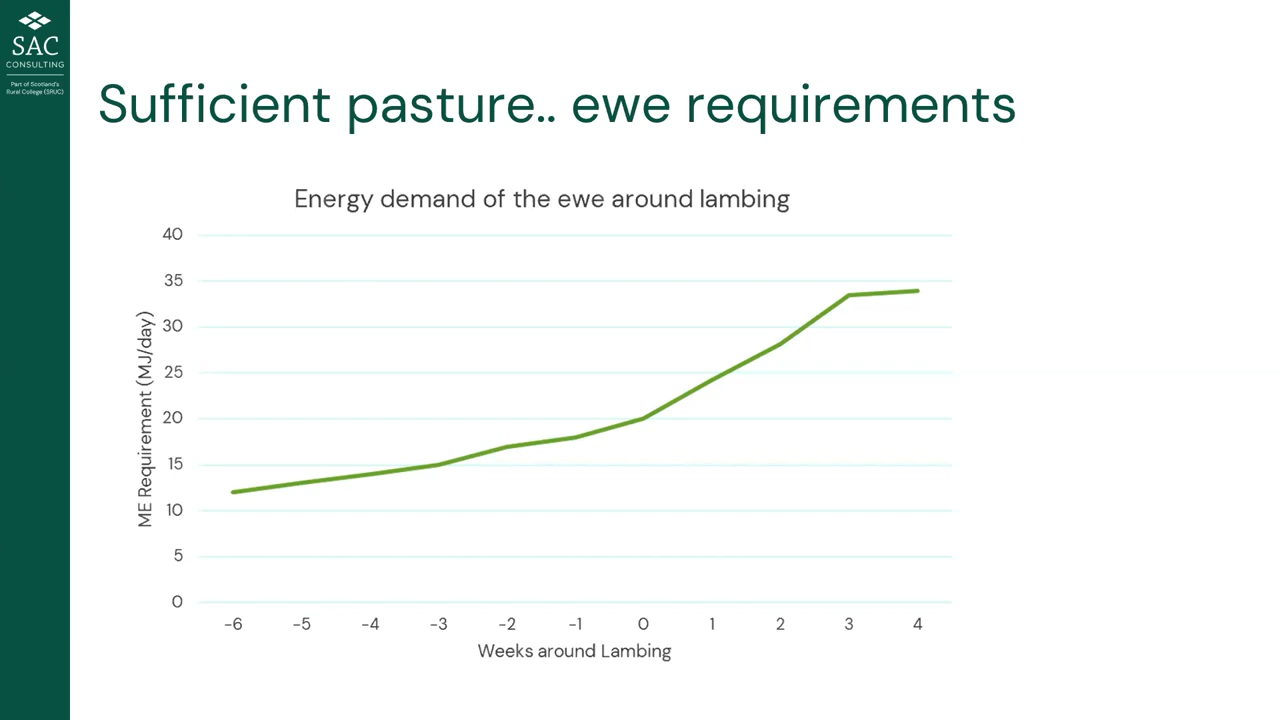 SAC
CONSULTING
Part of Scotland's
Rural College (SRUC)
Sufficient pasture.. ewe requirements
Energy demand of the ewe around lambing
ME Requirement (MJ/day)
40
35
30
25
20
15
10
5
0
-6 -5 -4 -3 -2 -1 0 1 2 3 4
Weeks around Lambing